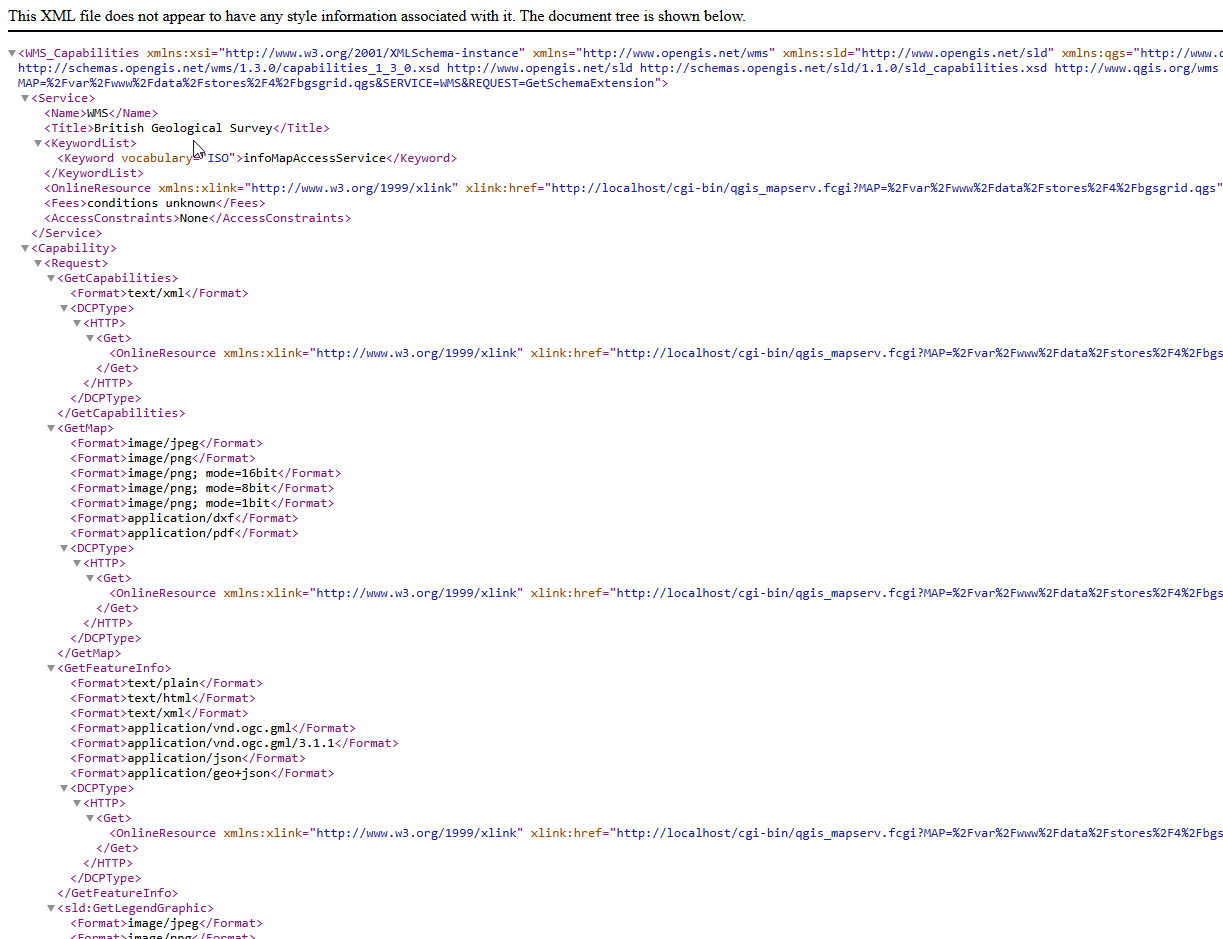 This XML file does not appear to have any style information associated with it. The document tree is shown below.
▼<WMS_Capabilities xmlns:xsi="http://www.w3.org/2001/XMLSchema-instance" xmlns="http://www.opengis.net/wms" xmlns:sld="http://www.opengis.net/sld" xmlns:qgs="http://www.
http://schemas.opengis.net/wms/1.3.0/capabilities_1_3_0.xsd http://www.opengis.net/sld http://schemas.opengis.net/sld/1.1.0/sld_capabilities.xsd http://www.qgis.org/wms
MAP=%2Fvar%2Fwww%2Fdata%2Fstores%2F4%2Fbgsgrid.qgs&SERVICE=WMS&REQUEST=GetSchemaExtension">
▼<Service>
<Name>WMS</Name>
<Title>British Geological Survey</Title>
▼<KeywordList>
<Keyword vocabulary="ISO">infoMapAccessService</Keyword>
</KeywordList>
<OnlineResource xmlns:xlink="http://www.w3.org/1999/xlink" xlink:href="http://localhost/cgi-bin/qgis_mapserv.fcgi?MAP=%2Fvar%2Fwww%2Fdata%2Fstores%2F4%2Fbgsgrid.qgs"
<Fees>conditions unknown</Fees>
<AccessConstraints>None</AccessConstraints>
</Service>
▼<Capability>
▼<Request>
▼<GetCapabilities>
<Format>text/xml</Format>
▼<DCPType>
▼<HTTP>
▼<Get>
<OnlineResource xmlns:xlink="http://www.w3.org/1999/xlink" xlink:href="http://localhost/cgi-bin/qgis_mapserv.fcgi?MAP=%2Fvar%2Fwww%2Fdata%2Fstores%2F4%2Fbgs
</Get>
</HTTP>
</DCPType>
</GetCapabilities>
▼<GetMap>
<Format>image/jpeg</Format>
<Format>image/png</Format>
<Format>image/png; mode=16bit</Format>
<Format>image/png; mode=8bit</Format>
<Format>image/png; mode=1bit</Format>
<Format>application/dxf</Format>
<Format>application/pdf</Format>
▼<DCPType>
▼<HTTP>
▼<Get>
<OnlineResource xmlns:xlink="http://www.w3.org/1999/xlink" xlink:href="http://localhost/cgi-bin/qgis_mapserv.fcgi?MAP=%2Fvar%2Fwww%2Fdata%2Fstores%2F4%2Fbgs
</Get>
</HTTP>
</DCPType>
</GetMap>
▼<GetFeatureInfo>
<Format>text/plain</Format>
<Format>text/html</Format>
<Format>text/xml</Format>
<Format>application/vnd.ogc.gml</Format>
<Format>application/vnd.ogc.gml/3.1.1</Format>
<Format>application/json</Format>
<Format>application/geo+json</Format>
▼<DCPType>
▼<HTTP>
▼<Get>
<OnlineResource xmlns:xlink="http://www.w3.org/1999/xlink" xlink:href="http://localhost/cgi-bin/qgis_mapserv.fcgi?MAP=%2Fvar%2Fwww%2Fdata%2Fstores%2F4%2Fbgs
</Get>
</HTTP>
</DCPType>
</GetFeatureInfo>
▼<sld:GetLegendGraphic>
<Format>image/jpeg</Format>
<Format>image/png</Format>